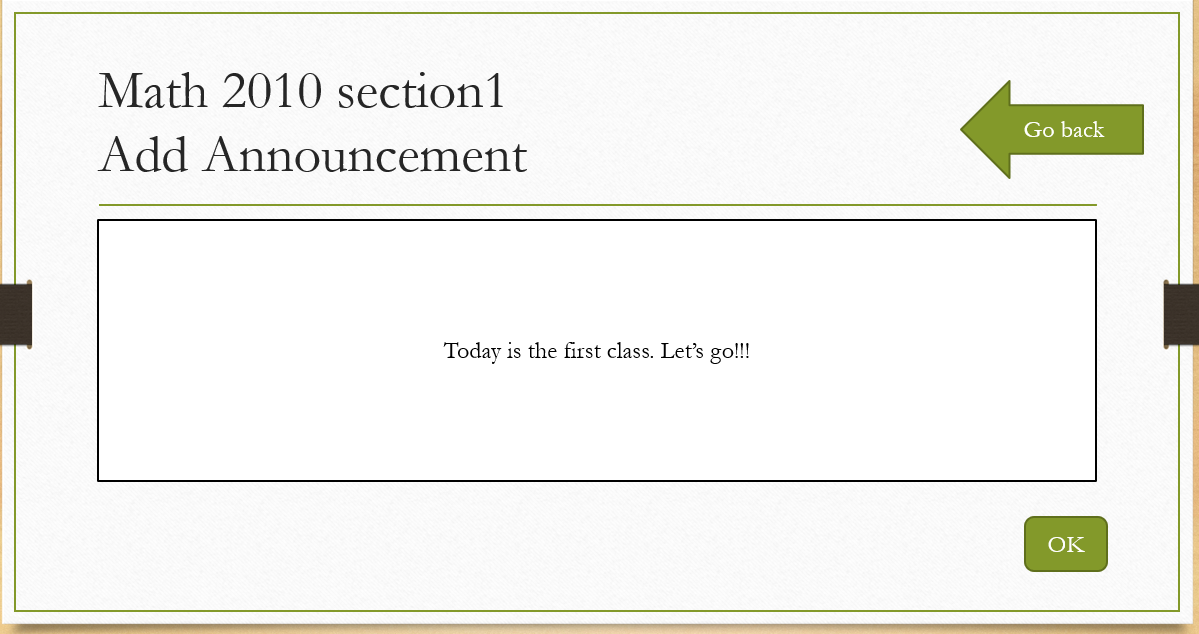 Math 2010 section1
Add Announcement
Go back
Today is the first class. Let’s go!!!
OK